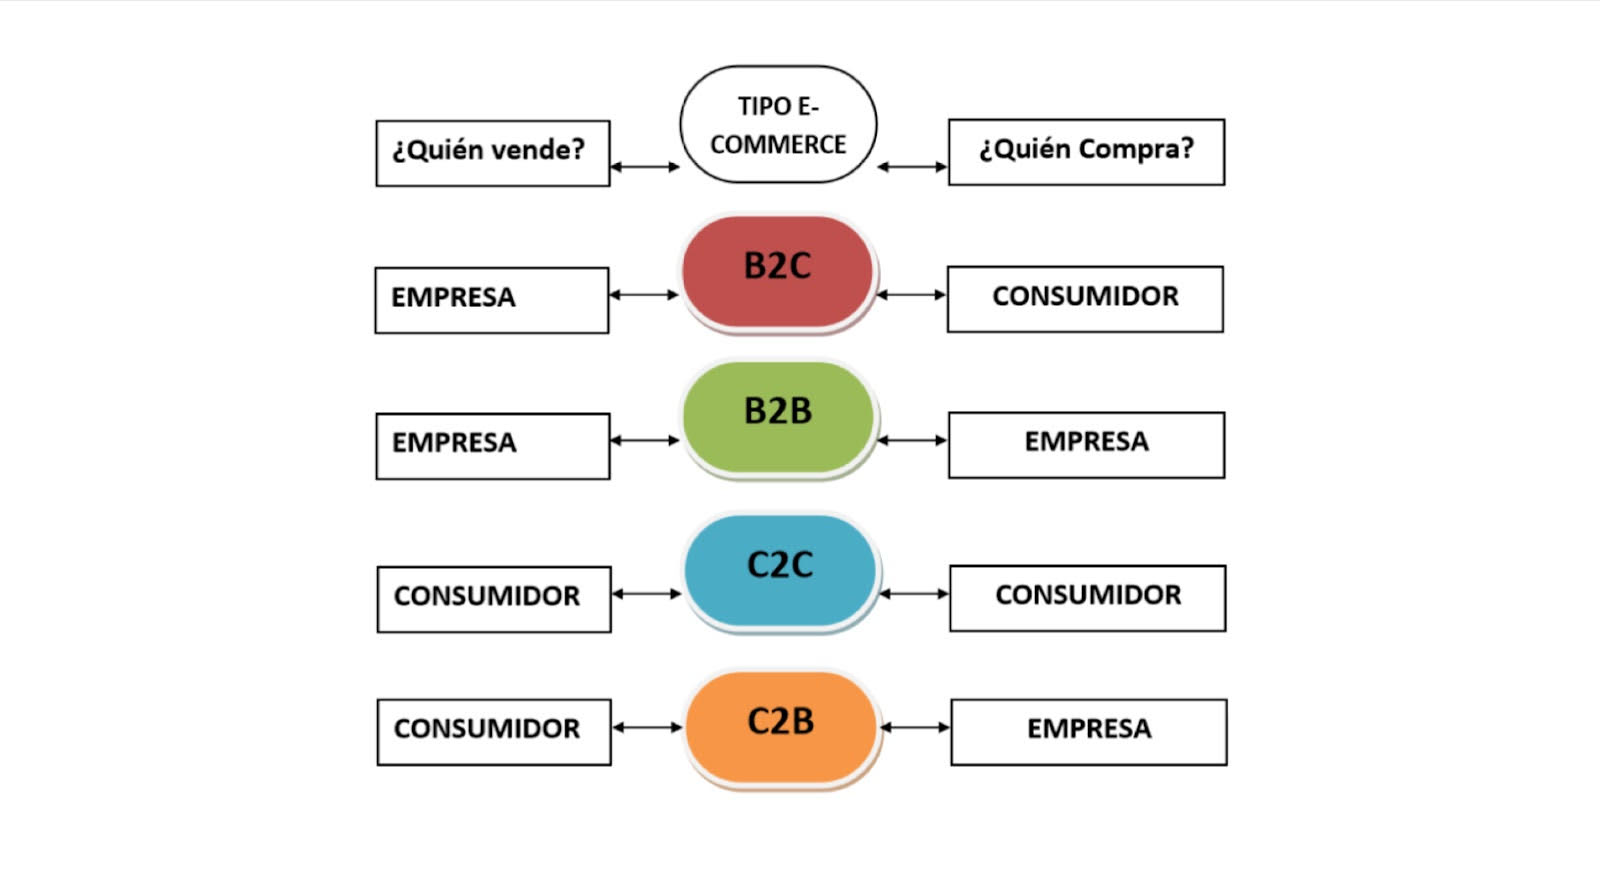 ¿Quién vende?
TIPO E-
COMMERCE
¿Quién Compra?
EMPRESA
B2C
CONSUMIDOR
EMPRESA
B2B
EMPRESA
CONSUMIDOR
C2C
CONSUMIDOR
CONSUMIDOR
C2B
EMPRESA